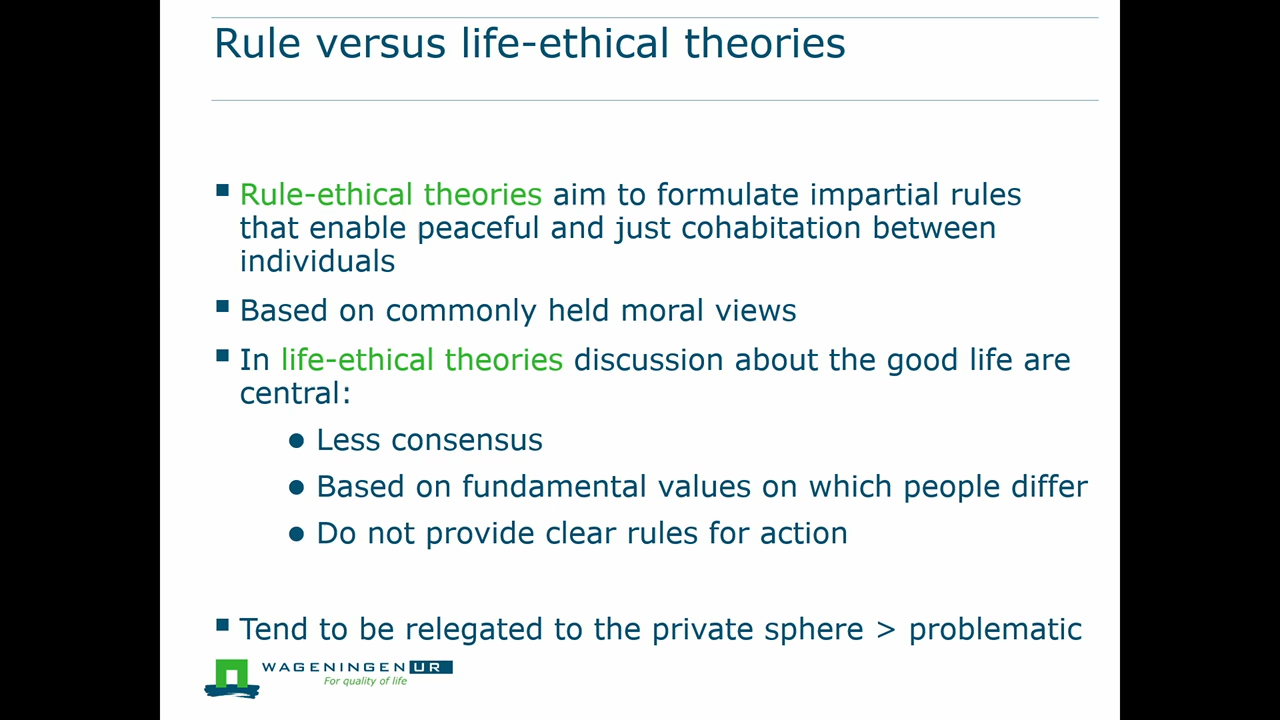 Rule versus life-ethical theories
Rule-ethical theories aim to formulate impartial rules
that enable peaceful and just cohabitation between
individuals
Based on commonly held moral views
In life-ethical theories discussion about the good life are
central:
Less consensus
Based on fundamental values on which people differ
Do not provide clear rules for action
Tend to be relegated to the private sphere > problematic
WAGENINGEN UR
For quality of life